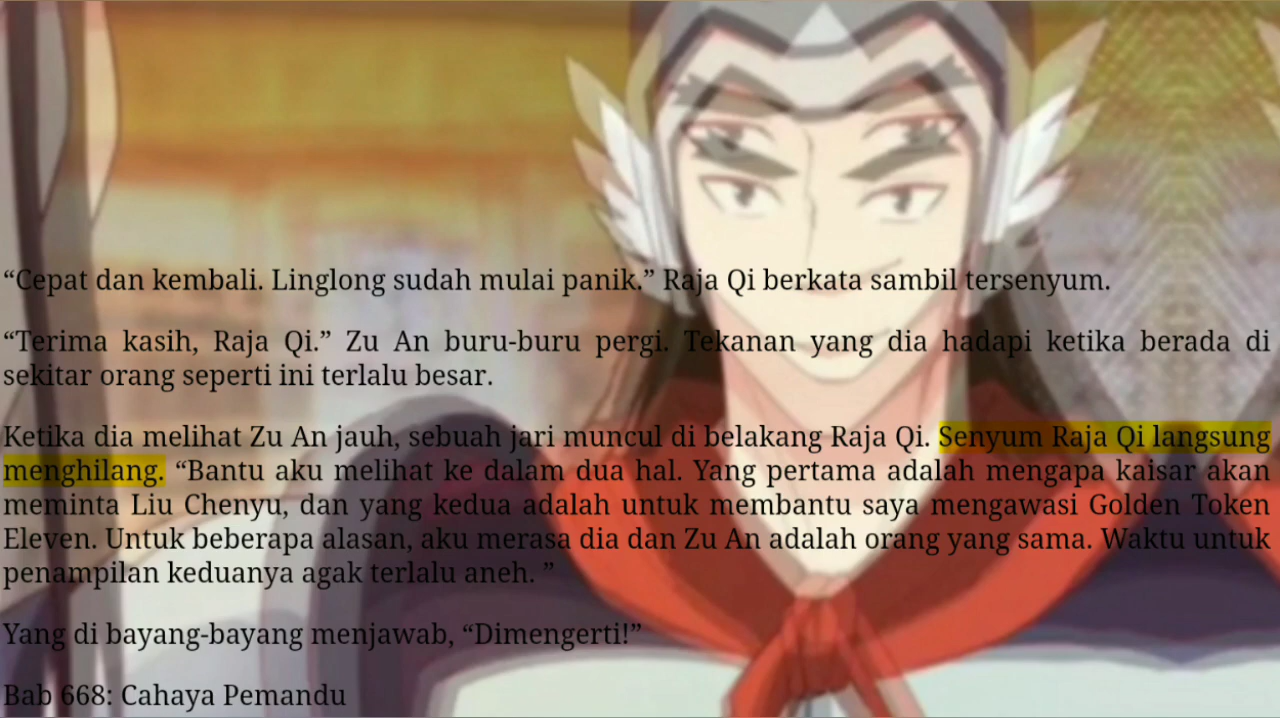 “Cepat dan kembali. Linglong sudah mulai panik.” Raja Qi berkata sambil tersenyum.
“Terima kasih, Raja Qi.” Zu An buru-buru pergi. Tekanan yang dia hadapi ketika berada di
sekitar orang seperti ini terlalu besar.
Ketika dia melihat Zu An jauh, sebuah jari muncul di belakang Raja Qi. Senyum Raja Qi langsung
menghilang. “Bantu aku melihat ke dalam dua hal. Yang pertama adalah mengapa kaisar akan
meminta Liu Chenyu, dan yang kedua adalah untuk membantu saya mengawasi Golden Token
Eleven. Untuk beberapa alasan, aku merasa dia dan Zu An adalah orang yang sama. Waktu untuk
penampilan keduanya agak terlalu aneh. ”
Yang di bayang-bayang menjawab, “Dimengerti!”
Bab 668: Cahaya Pemandu